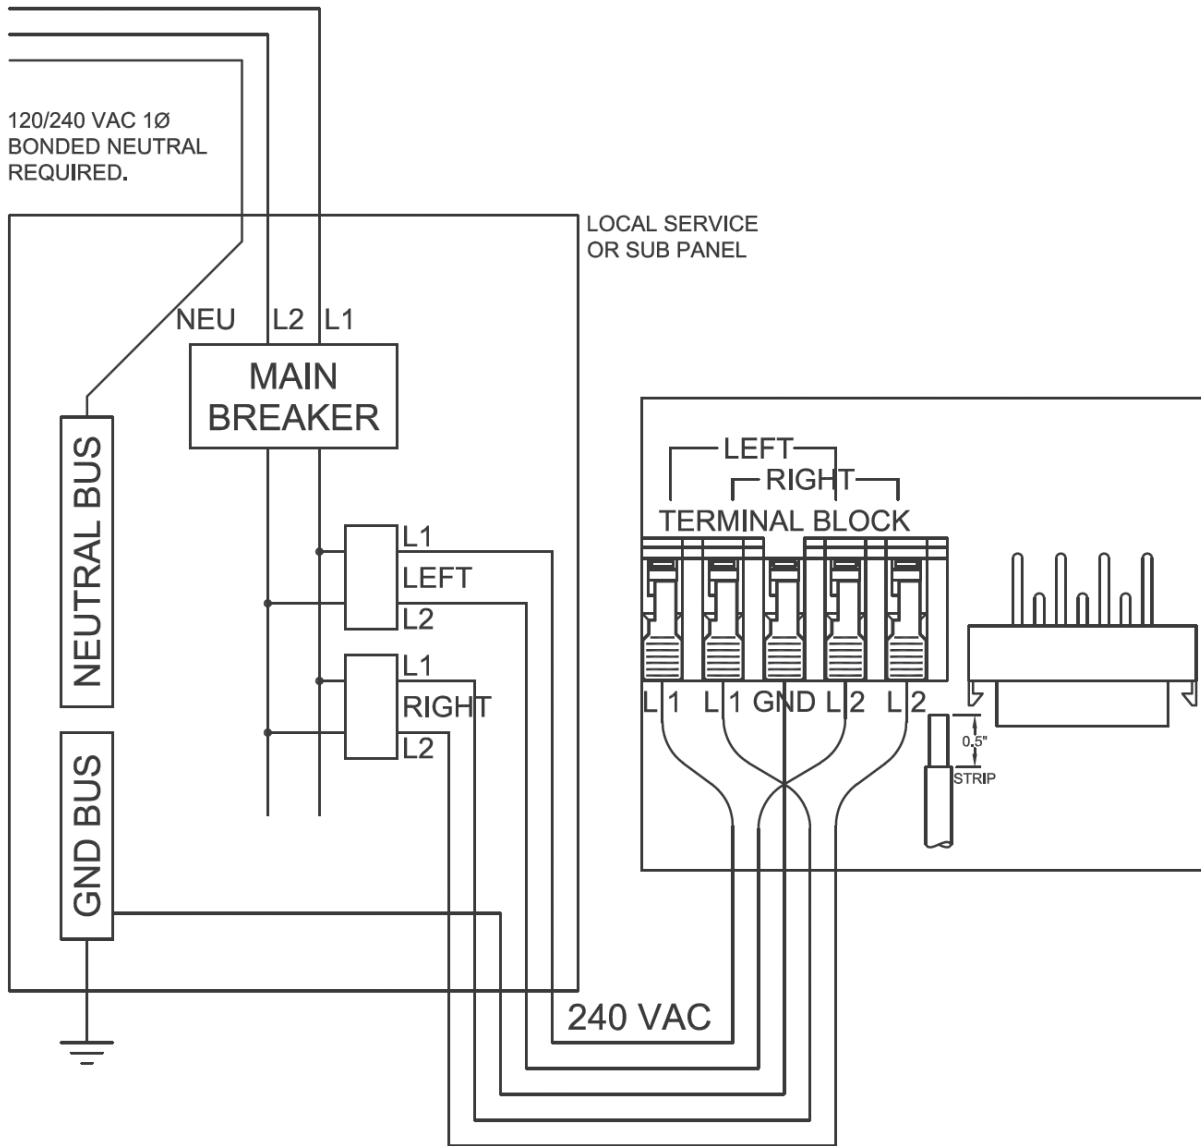 120/240 VAC 1Ø
BONDED NEUTRAL
REQUIRED.
LOCAL SERVICE
OR SUB PANEL
NEU L2 L1
MAIN
BREAKER
NEUTRAL BUS
GND BUS
L1
LEFT
L2
L1
RIGHT
L2
LEFT
RIGHT
TERMINAL BLOCK
L1 L1 GND L2 L2
0.5"
STRIP
240 VAC